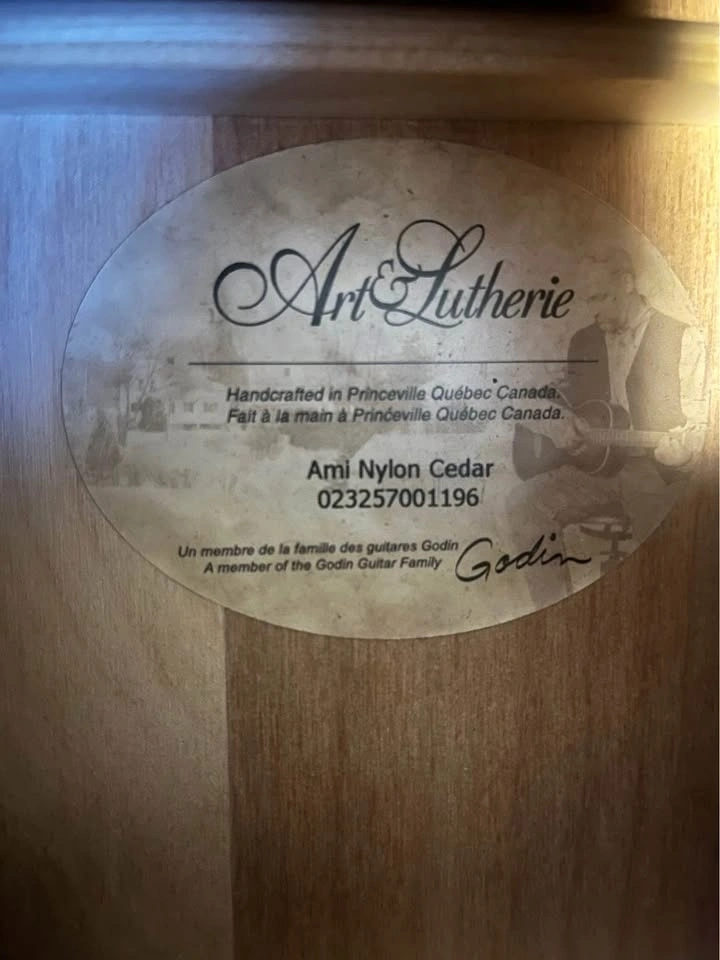 Art & Lutherie
Handcrafted in Princeville Québec Canada.
Fait à la main à Princeville Québec Canada.
Ami Nylon Cedar
023257001196
Un membre de la famille des guitares Godin
A member of the Godin Guitar Family
Godin